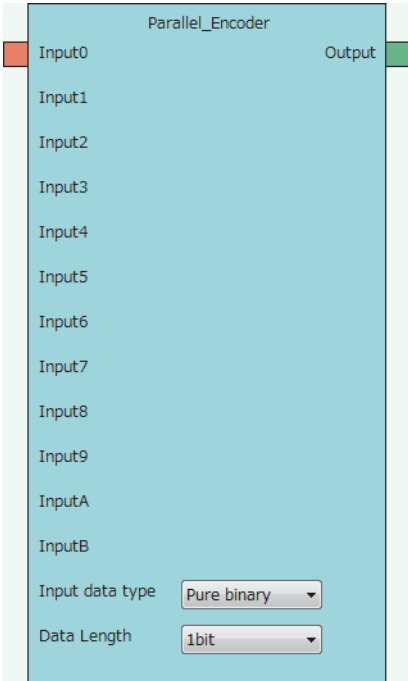 Parallel_Encoder
Input0 Output
Input1
Input2
Input3
Input4
Input5
Input6
Input7
Input8
Input9
InputA
InputB
Input data type Pure binary
Data Length 1bit